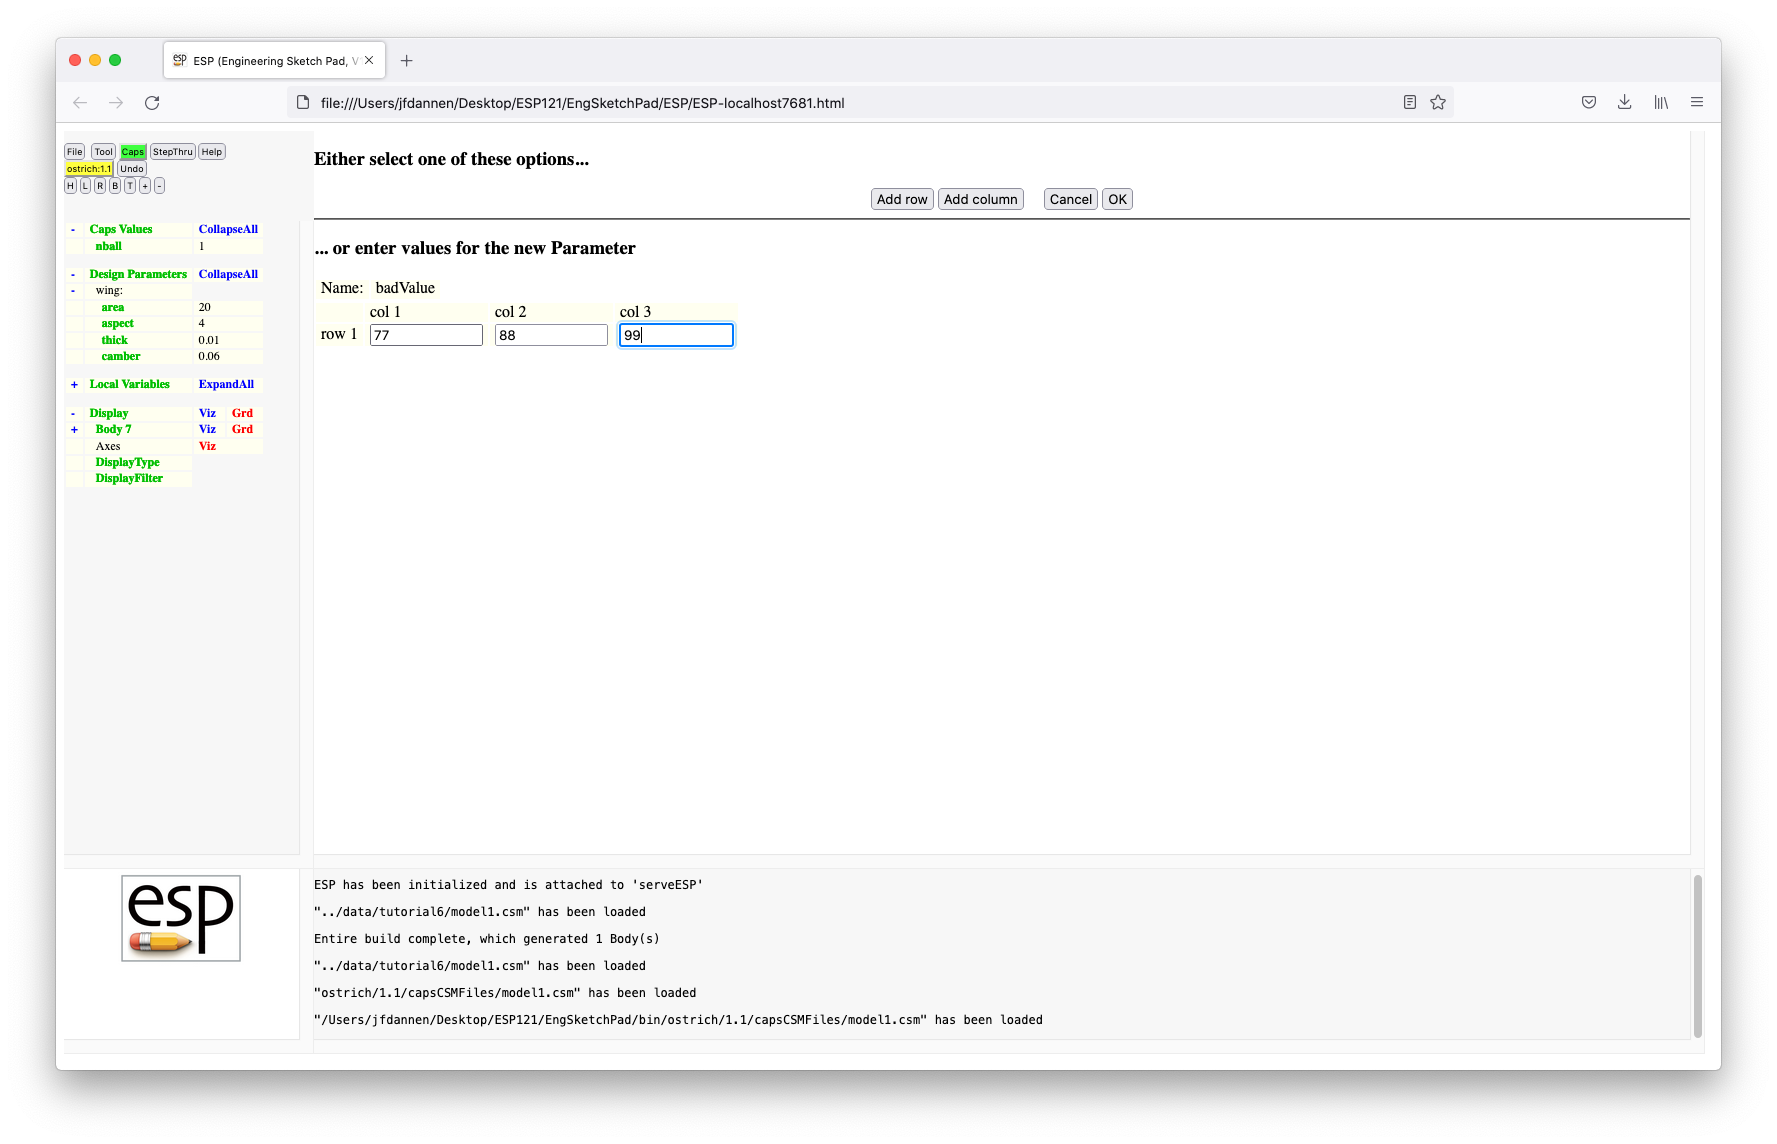 esp ESP (Engineering Sketch Pad, V
file:///Users/jfdannen/Desktop/ESP121/EngSketchPad/ESP/ESP-localhost7681.html
File Tool Caps StepThru Help
ostrich:1.1 Undo
H L R B T + -
- Caps Values CollapseAll
nball 1
- Design Parameters CollapseAll
- wing:
area 20
aspect 4
thick 0.01
camber 0.06
+ Local Variables ExpandAll
- Display Viz Grd
+ Body 7 Viz Grd
Axes Viz
DisplayType
DisplayFilter
Either select one of these options...
Add row Add column Cancel OK
... or enter values for the new Parameter
Name: badValue
col 1 col 2 col 3
row 1 77 88 99
esp
ESP has been initialized and is attached to 'serveESP'
"../data/tutorial6/model1.csm" has been loaded
Entire build complete, which generated 1 Body(s)
"../data/tutorial6/model1.csm" has been loaded
"ostrich/1.1/capsCSMFiles/model1.csm" has been loaded
"/Users/jfdannen/Desktop/ESP121/EngSketchPad/bin/ostrich/1.1/capsCSMFiles/model1.csm" has been loaded